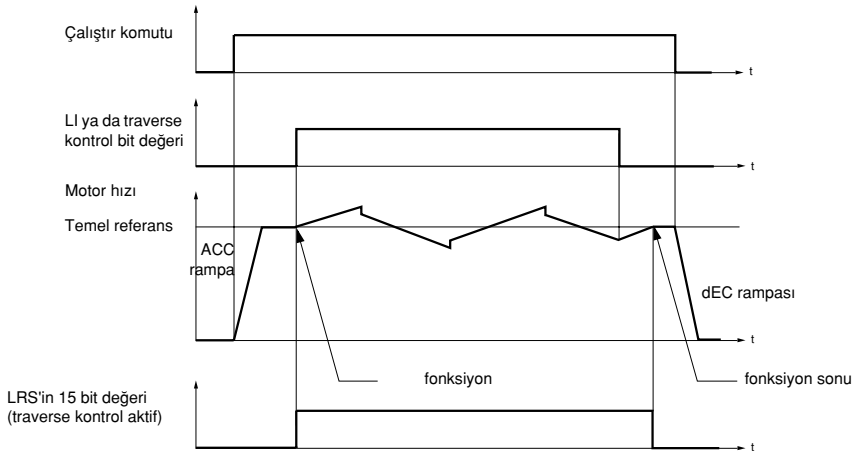 Çalıştır komutu
t
LI ya da traverse
kontrol bit değeri
t
Motor hızı
Temel referans
ACC
rampa
dEC rampası
t
fonksiyon
fonksiyon sonu
LRS'in 15 bit değeri
(traverse kontrol aktif)
t